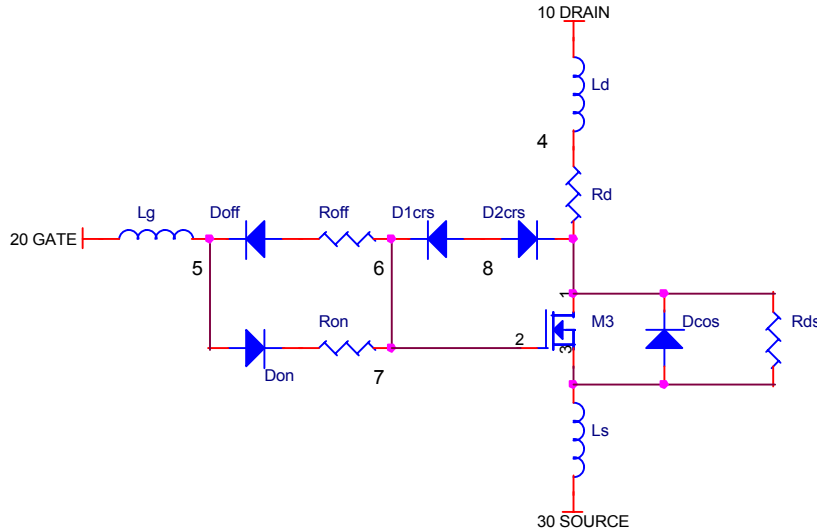 10 DRAIN
Ld
4
Rd
Lg Doff Roff D1crs D2crs
20 GATE
5 6 8
1
Ron M3 Dcos Rds
2
3
Don 7
Ls
30 SOURCE